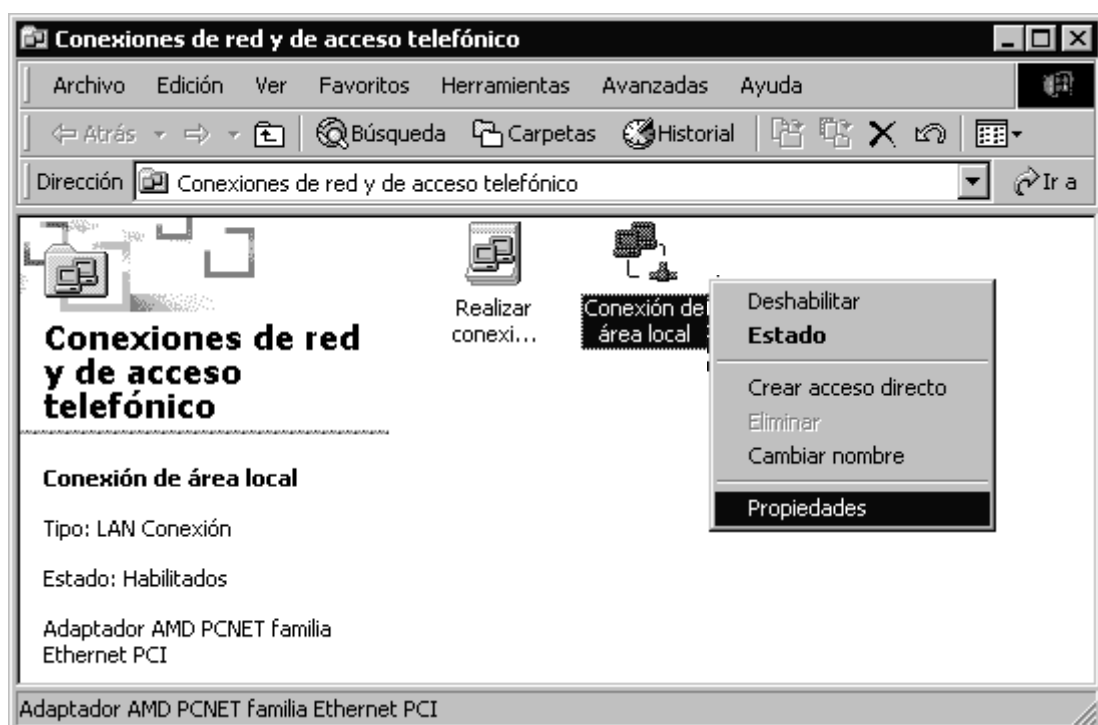 Conexiones de red y de acceso telefónico
Archivo Edición Ver Favoritos Herramientas Avanzadas Ayuda
Atrás Búsqueda Carpetas Historial
Dirección Conexiones de red y de acceso telefónico Ir a
Conexiones de red
y de acceso
telefónico
Conexión de área local
Tipo: LAN Conexión
Estado: Habilitados
Adaptador AMD PCNET familia
Ethernet PCI
Realizar
conexi...
Conexión de
área local
Deshabilitar
Estado
Crear acceso directo
Eliminar
Cambiar nombre
Propiedades
Adaptador AMD PCNET familia Ethernet PCI